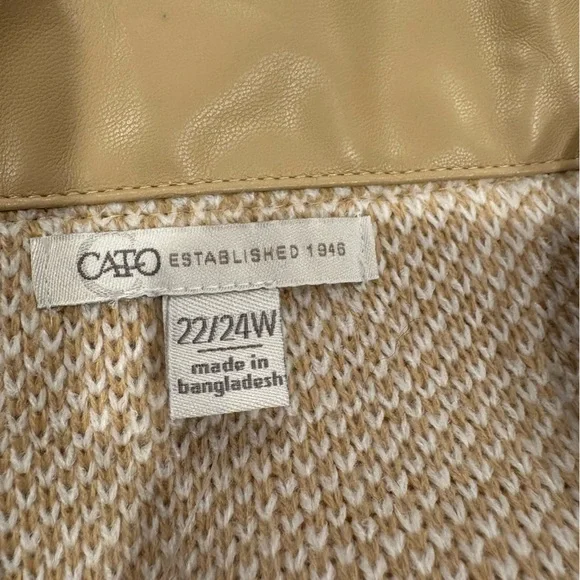 CATO ESTABLISHED 1946
22/24W
made in
bangladesh